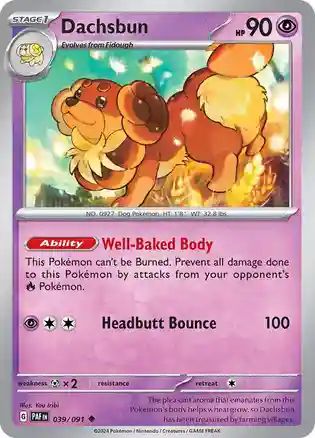 STAGE1
Dachsbun
HP 90
Evolves from Fidough
NO. 0927 Dog Pokémon HT: 1'8" WT: 32.8 lbs.
Ability Well-Baked Body
This Pokémon can't be Burned. Prevent all damage done
to this Pokémon by attacks from your opponent's
Pokémon.
Headbutt Bounce 100
weakness ×2 resistance retreat
Illus. You Iribi
G PAF EN 039/091
The pleasant aroma that emanates from this
Pokémon's body helps wheat grow, so Dachsbun
has been treasured by farming villages.
©2024 Pokémon / Nintendo / Creatures / GAME FREAK